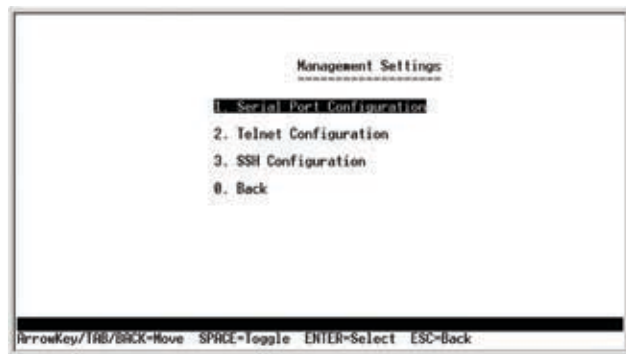 Management Settings
1. Serial Port Configuration
2. Telnet Configuration
3. SSH Configuration
0. Back
ArrowKey/TAB/BACK=Move SPACE=Toggle ENTER=Select ESC=Back